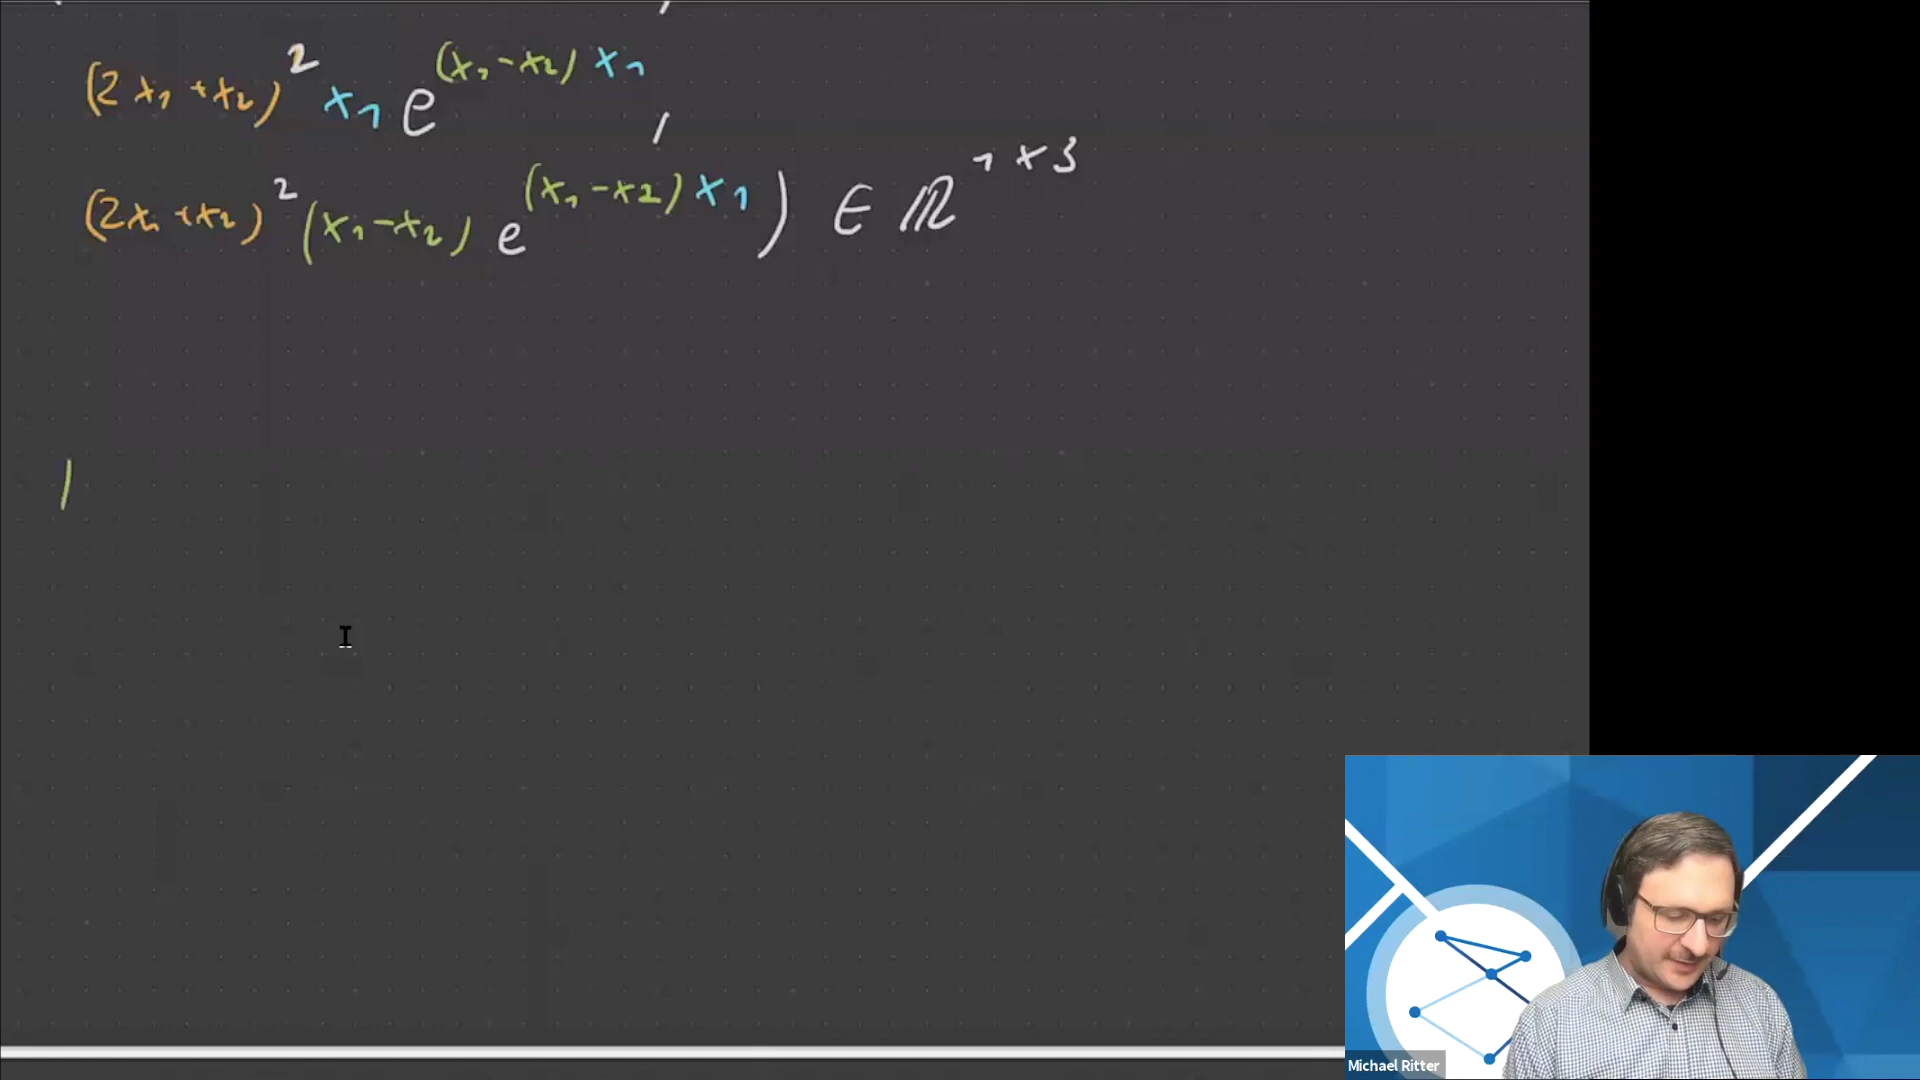 (2x₁+x₂)² x₁ e^{(x₁-x₂)x₁},
(2x₁+x₂)² (x₁-x₂) e^{(x₁-x₂)x₁}) ∈ ℝ^{1×3}
Michael Ritter